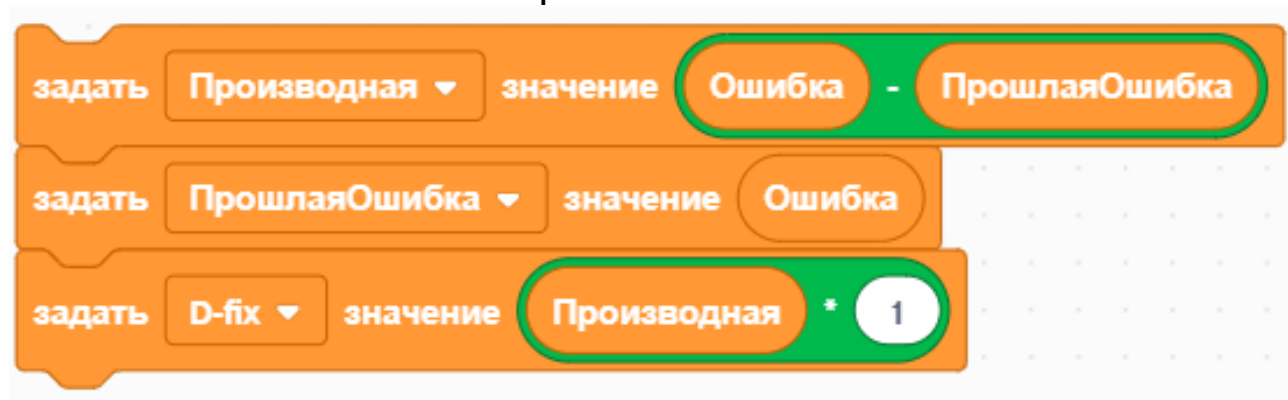 задать Производная значение Ошибка - ПрошлаяОшибка
задать ПрошлаяОшибка значение Ошибка
задать D-fix значение Производная * 1